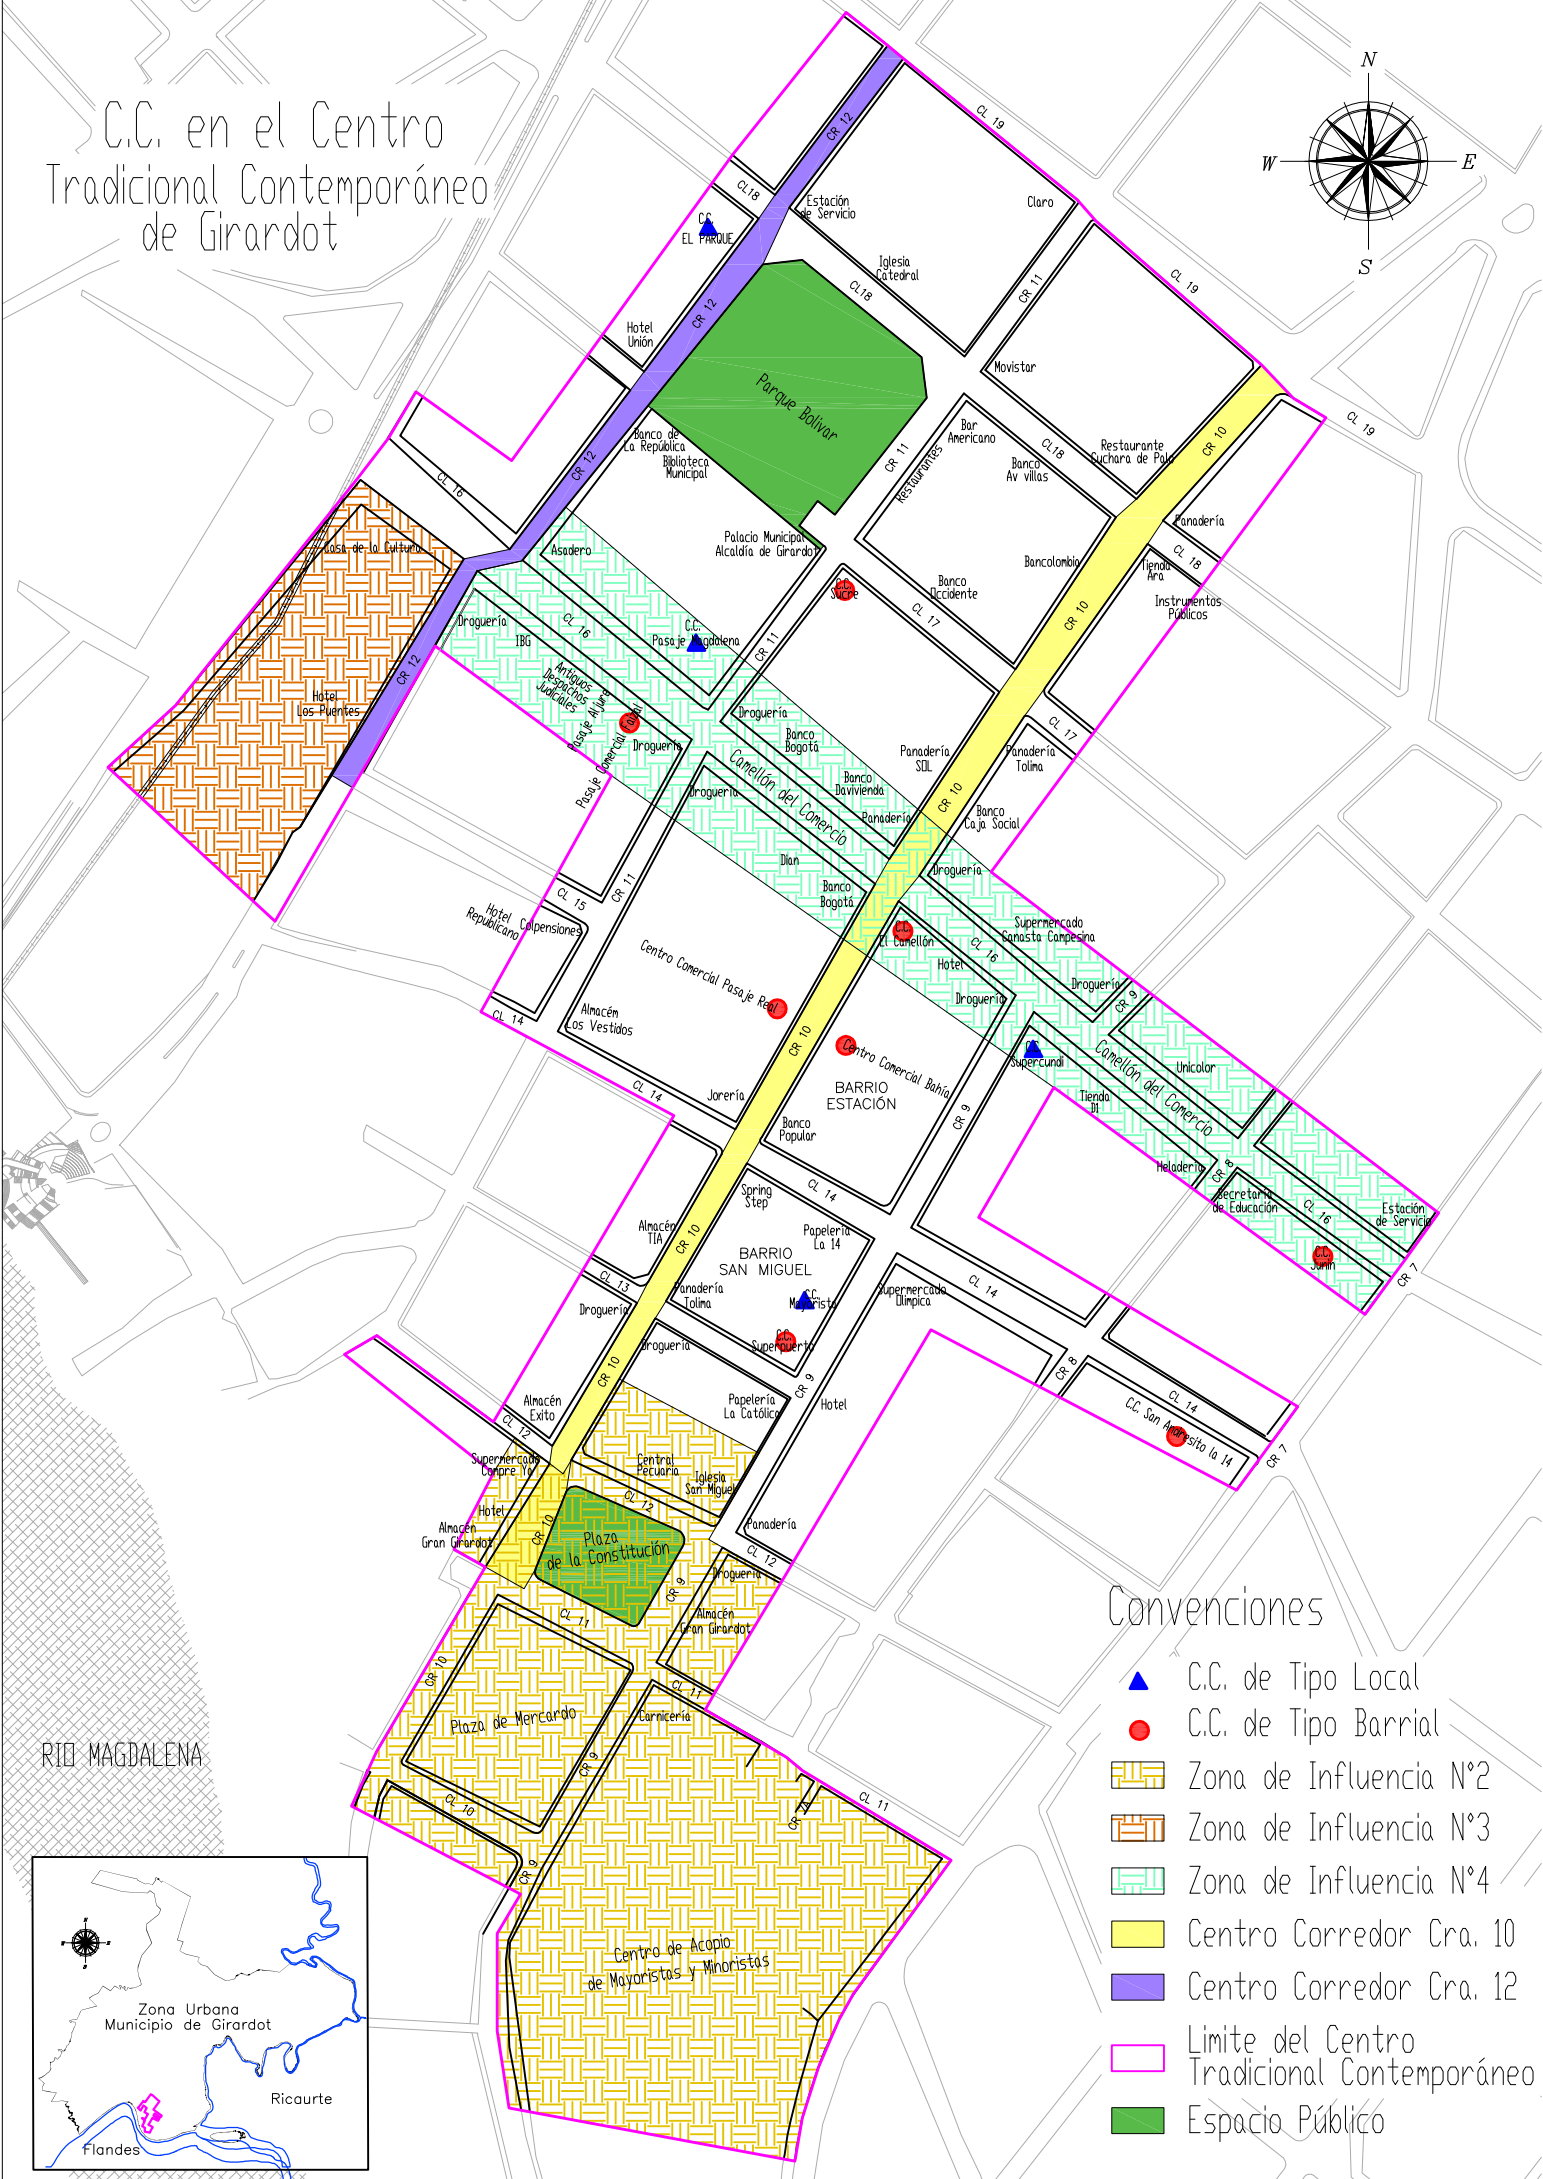 C.C. en el Centro
Tradicional Contemporáneo
de Girardot
N
W
E
S
CL 19
CR 12
CL18
C.C.
EL PARQUE
Estación
de Servicio
Claro
Iglesia
Catedral
CL18
CR 11
CL 19
CR 12
Hotel
Unión
Parque Bolivar
Movistar
CL 19
Banco de
La República
Biblioteca
Municipal
CR 12
CL 16
CR 11
Restaurantes
Bar
Americano
Banco
Av villas
CL18
Restaurante
Cuchara de Palo
CR 10
Panadería
CL 18
Casa de la Cultura
Asadero
Palacio Municipal
Alcaldía de Girardot
Bancolombia
Tienda
Ara
Instrumentos
Públicos
C.C.
Sucre
Banco
Occidente
CL 17
CR 10
Droguería
IBG
CL 16
C.C.
Pasaje Magdalena
CR 11
CR 12
Hotel
Los Puentes
Antiguos
Despachos
Judiciales
Pasaje Aljure
Pasaje Comercial Faizal
Droguería
Droguería
Banco
Bogotá
Panadería
SOL
Panadería
Tolima
CL 17
Droguería
Camellón del Comercio
Banco
Davivienda
Panadería
CR 10
Banco
Caja Social
Dian
Banco
Bogotá
Droguería
CL 15
CR 11
Hotel
Republicano
Colpensiones
C.C.
El Camellón
Hotel
CL 16
Supermercado
Canasta Campesina
Droguería
Droguería
CR 9
Centro Comercial Pasaje Real
Almacén
Los Vestidos
CL 14
CR 10
Centro Comercial Bahía
C.C.
Supercundi
Camellón del Comercio
Unicolor
CL 14
Jorería
BARRIO
ESTACIÓN
Banco
Popular
CR 9
Tienda
D1
Heladería
CR 8
Secretaría
de Educación
CL 16
Estación
de Servicio
C.C.
Junín
CR 7
Spring
Step
CL 14
Papelería
La 14
Almacén
TIA
CR 10
BARRIO
SAN MIGUEL
CL 13
Droguería
Panadería
Tolima
C.C.
Mayorista
C.C.
Superpuerto
Supermercado
Olimpica
CL 14
Droguería
CR 10
CR 9
CR 8
CL 14
C.C. San Andresito la 14
CR 7
Almacén
Exito
CL 12
Papelería
La Católica
Hotel
Supermercado
Compre Ya
Central
Pecuaria
Iglesia
San Miguel
CL 12
Hotel
Almacén
Gran Girardot
CR 10
Plaza
de la Constitución
Panadería
CL 12
Droguería
CR 9
Almacén
Gran Girardot
CL 11
CR 10
CL 11
Plaza de Mercardo
Carnicería
CR 9
CL 10
CR 7A
CL 11
CR 9
Centro de Acopio
de Mayoristas y Minoristas
RIO MAGDALENA
Zona Urbana
Municipio de Girardot
Ricaurte
Flandes
Convenciones
C.C. de Tipo Local
C.C. de Tipo Barrial
Zona de Influencia N°2
Zona de Influencia N°3
Zona de Influencia N°4
Centro Corredor Cra. 10
Centro Corredor Cra. 12
Limite del Centro
Tradicional Contemporáneo
Espacio Público